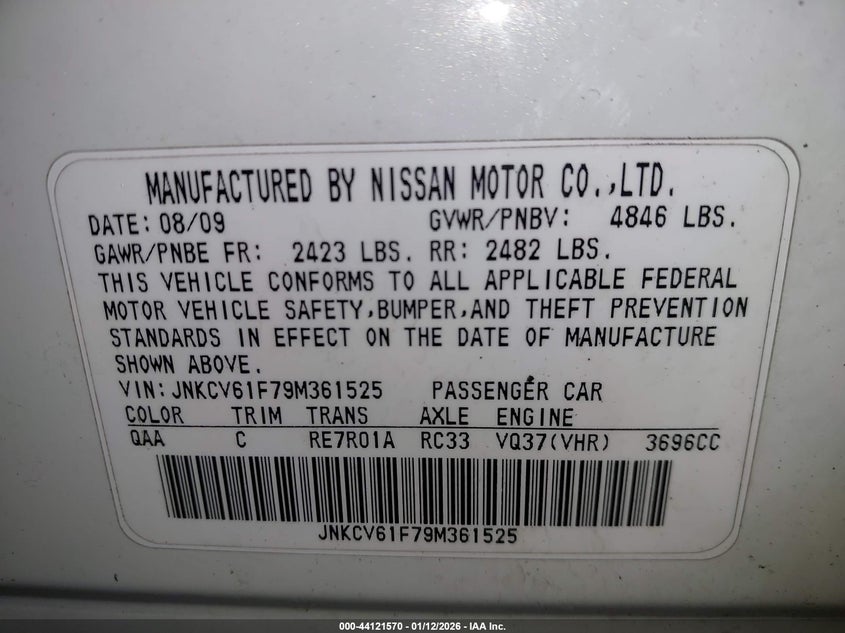 MANUFACTURED BY NISSAN MOTOR CO.,LTD.
DATE: 08/09 GVWR/PNBV: 4846 LBS.
GAWR/PNBE FR: 2423 LBS. RR: 2482 LBS.
THIS VEHICLE CONFORMS TO ALL APPLICABLE FEDERAL
MOTOR VEHICLE SAFETY,BUMPER,AND THEFT PREVENTION
STANDARDS IN EFFECT ON THE DATE OF MANUFACTURE
SHOWN ABOVE.
VIN:JNKCV61F79M361525 PASSENGER CAR
COLOR TRIM TRANS AXLE ENGINE
QAA C RE7R01A RC33 VQ37(VHR) 3696CC
JNKCV61F79M361525
000-44121570 - 01/12/2026 - IAA Inc.